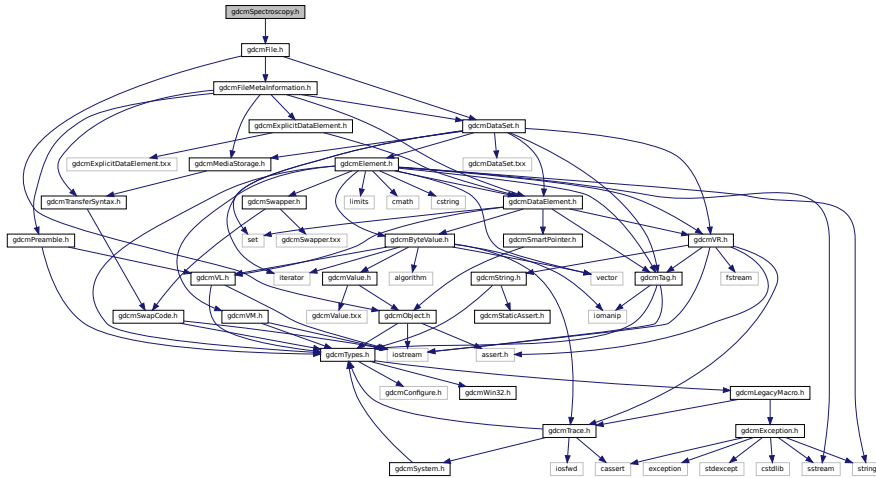 gdcmSpectroscopy.h
gdcmFile.h
gdcmFileMetaInformation.h
gdcmExplicitDataElement.h
gdcmDataSet.h
gdcmExplicitDataElement.txx
gdcmMediaStorage.h
gdcmElement.h
gdcmDataSet.txx
gdcmTransferSyntax.h
gdcmSwapper.h
limits
cmath
cstring
gdcmDataElement.h
gdcmPreamble.h
set
gdcmSwapper.txx
gdcmByteValue.h
gdcmSmartPointer.h
gdcmVR.h
gdcmVL.h
iterator
gdcmValue.h
algorithm
gdcmString.h
vector
gdcmTag.h
fstream
gdcmSwapCode.h
gdcmVM.h
gdcmValue.txx
gdcmObject.h
gdcmStaticAssert.h
iomanip
gdcmTypes.h
iostream
assert.h
gdcmConfigure.h
gdcmWin32.h
gdcmLegacyMacro.h
gdcmTrace.h
gdcmException.h
gdcmSystem.h
iosfwd
cassert
exception
stdexcept
cstdlib
sstream
string